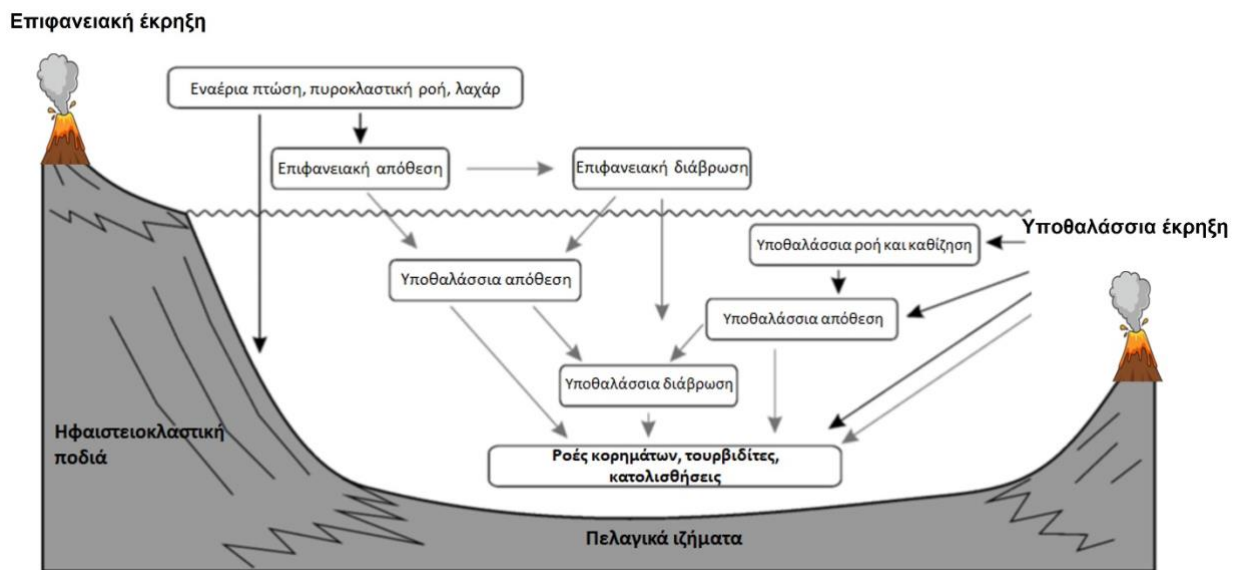 Επιφανειακή έκρηξη
Εναέρια πτώση, πυροκλαστική ροή, λαχάρ
Επιφανειακή απόθεση
Επιφανειακή διάβρωση
Υποθαλάσσια έκρηξη
Υποθαλάσσια ροή και καθίζηση
Υποθαλάσσια απόθεση
Υποθαλάσσια απόθεση
Υποθαλάσσια διάβρωση
Ηφαιστειοκλαστική
ποδιά
Ροές κορημάτων, τουρβιδίτες,
κατολισθήσεις
Πελαγικά ιζήματα